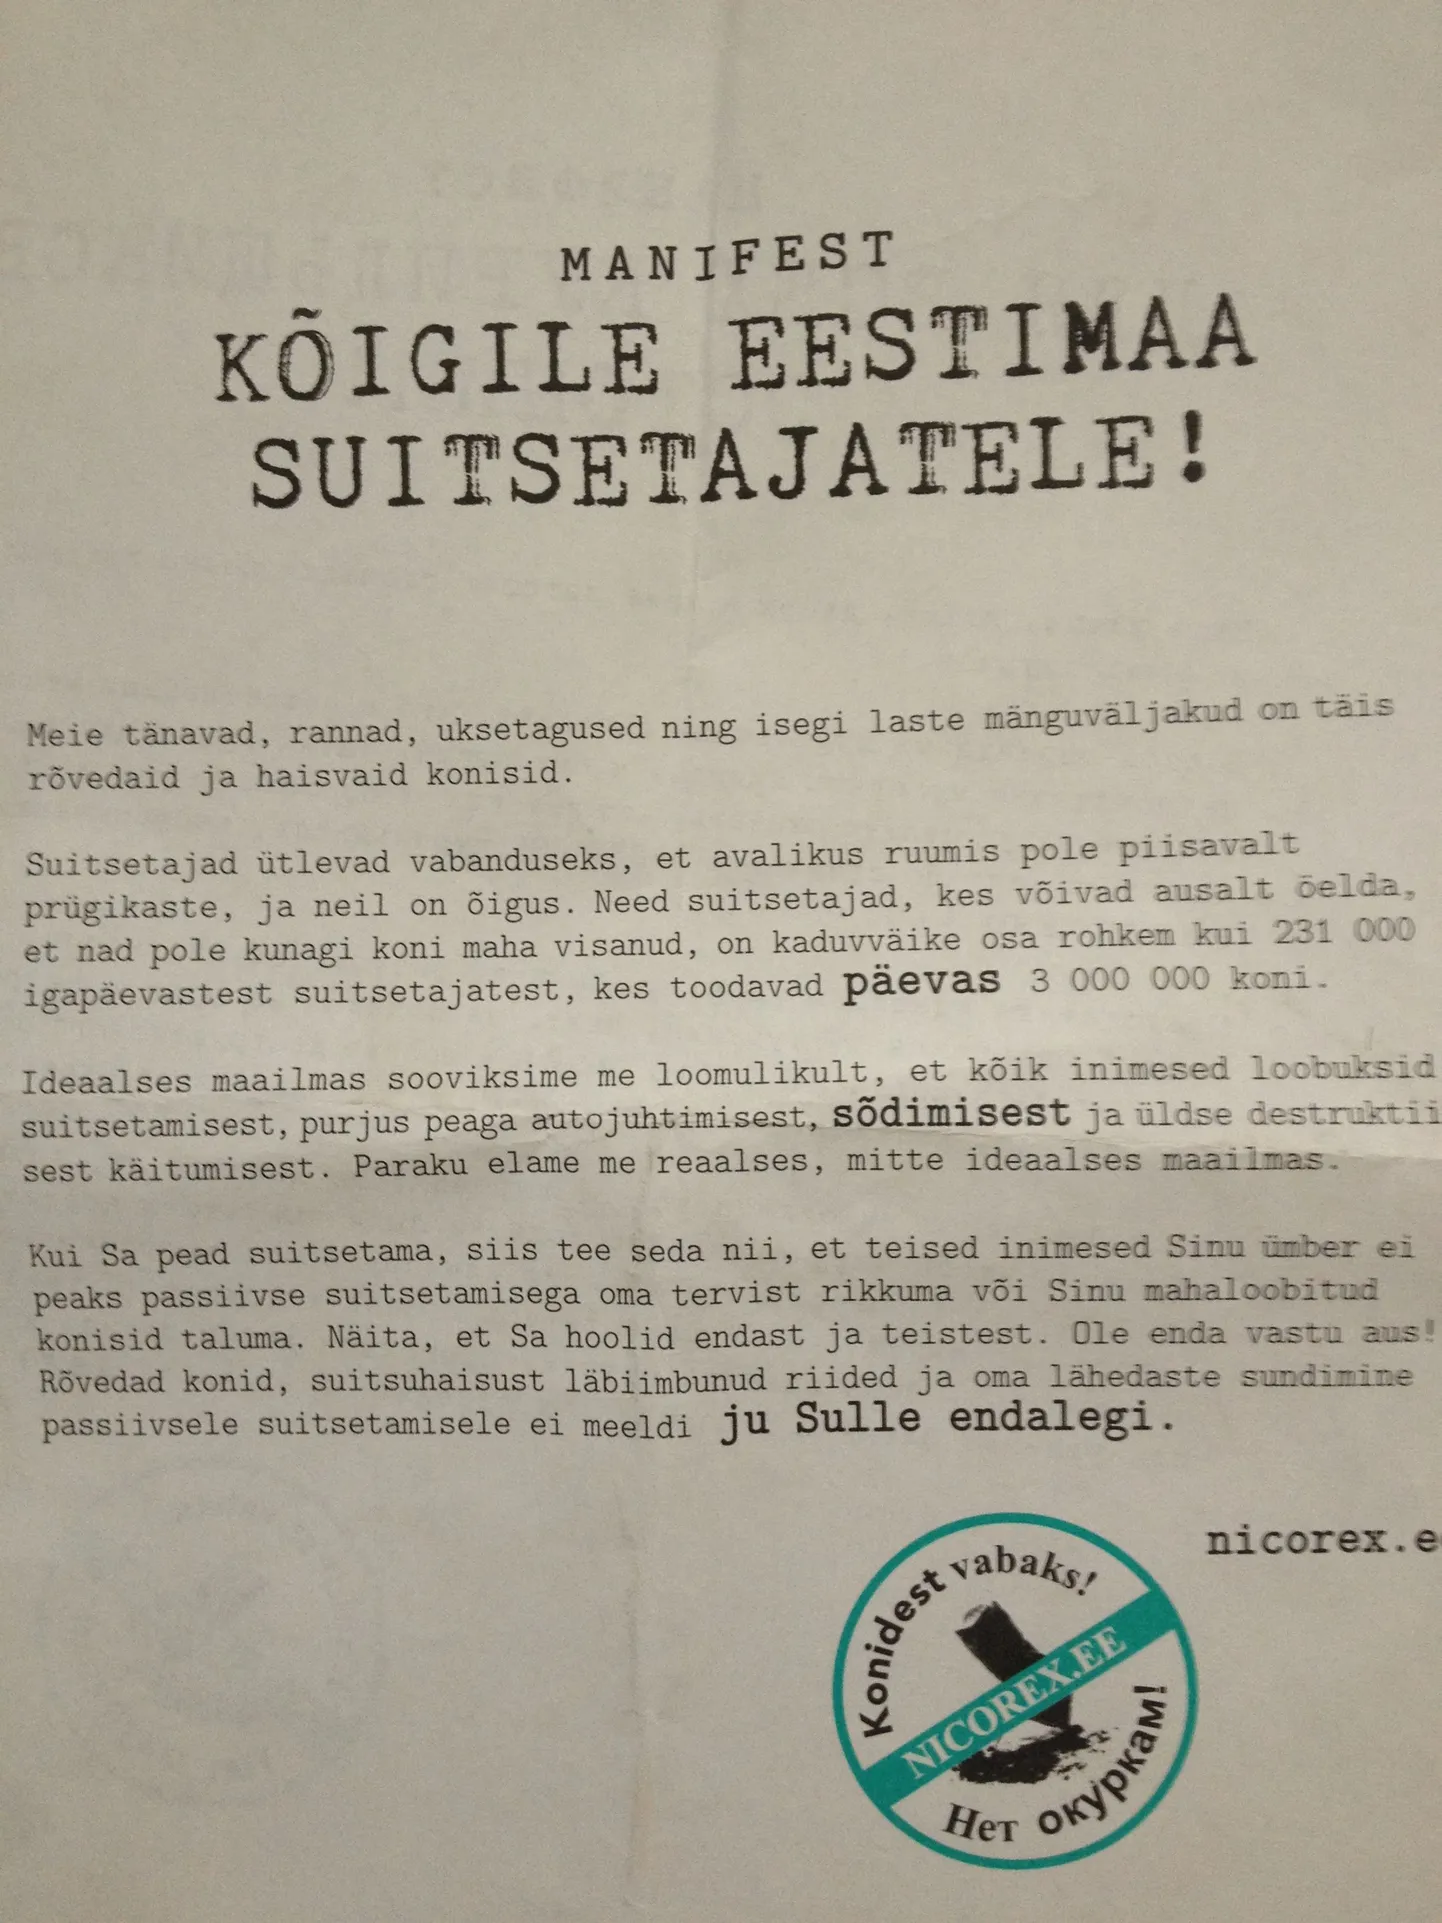 MANIFEST
KÕIGILE EESTIMAA
SUITSETAJATELE!
Meie tänavad, rannad, uksetagused ning isegi laste mänguväljakud on täis
rõvedaid ja haisvaid konisid.
Suitsetajad ütlevad vabanduseks, et avalikus ruumis pole piisavalt
prügikaste, ja neil on õigus. Need suitsetajad, kes võivad ausalt öelda,
et nad pole kunagi koni maha visanud, on kaduvväike osa rohkem kui 231 000
igapäevastest suitsetajatest, kes toodavad päevas 3 000 000 koni.
Ideaalses maailmas sooviksime me loomulikult, et kõik inimesed loobuksid
suitsetamisest, purjus peaga autojuhtimisest, sõdimisest ja üldse destruktii
sest käitumisest. Paraku elame me reaalses, mitte ideaalses maailmas.
Kui Sa pead suitsetama, siis tee seda nii, et teised inimesed Sinu ümber ei
peaks passiivse suitsetamisega oma tervist rikkuma või Sinu mahaloobitud
konisid taluma. Näita, et Sa hoolid endast ja teistest. Ole enda vastu aus!
Rõvedad konid, suitsuhaisust läbiimbunud riided ja oma lähedaste sundimine
passiivsele suitsetamisele ei meeldi ju Sulle endalegi.
nicorex.e
Konidest vabaks!
NICOREX.EE
Нет окуркам!